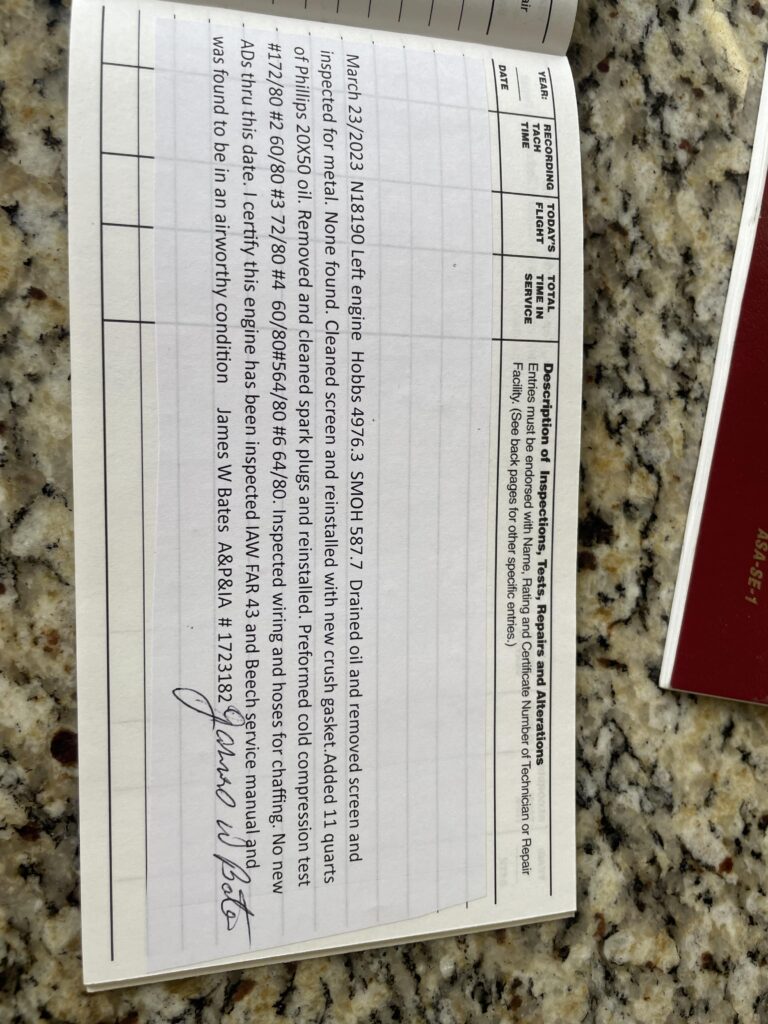 air
YEAR:
DATE
RECORDING TACH TIME
TODAY'S FLIGHT
TOTAL TIME IN SERVICE
Description of Inspections, Tests, Repairs and Alterations
Entries must be endorsed with Name, Rating and Certificate Number of Technician or Repair
Facility. (See back pages for other specific entries.)
March 23/2023 N18190 Left engine Hobbs 4976.3 SMOH 587.7 Drained oil and removed screen and
inspected for metal. None found. Cleaned screen and reinstalled with new crush gasket.Added 11 quarts
of Phillips 20X50 oil. Removed and cleaned spark plugs and reinstalled. Preformed cold compression test
#172/80 #2 60/80 #3 72/80 #4 60/80#564/80 #6 64/80. Inspected wiring and hoses for chaffing. No new
ADs thru this date. I certify this engine has been inspected IAW FAR 43 and Beech service manual and
was found to be in an airworthy condition James W Bates A&P&IA # 1723182 James W Bates
ASA-SE-1